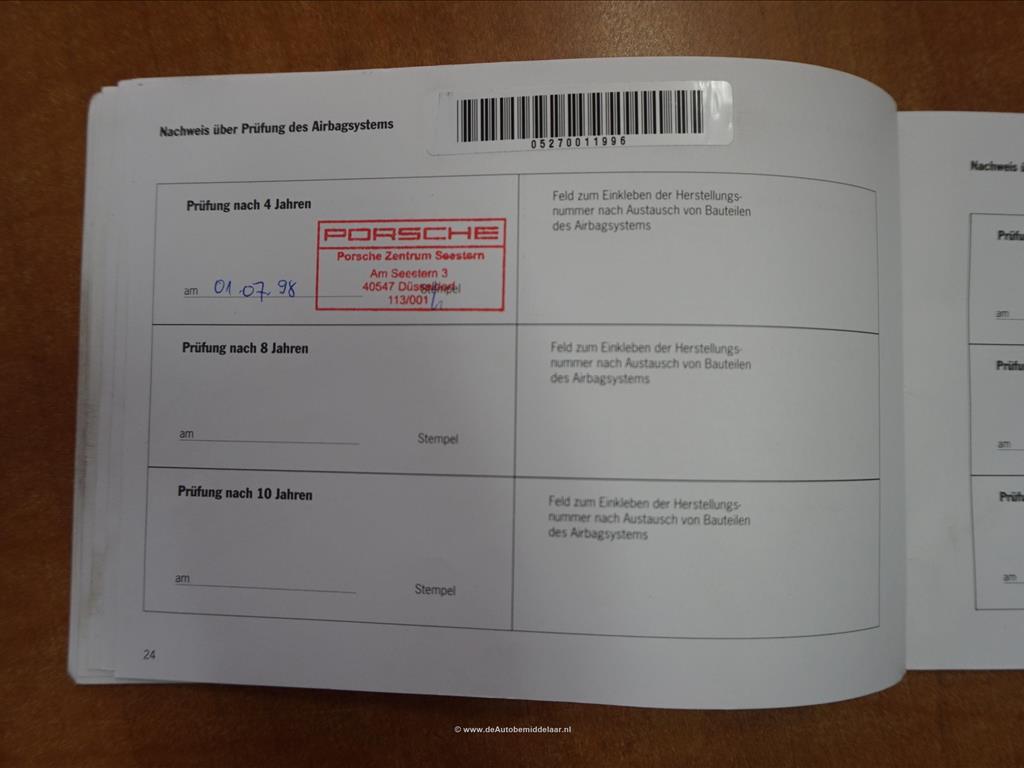 Nachweis über Prüfung des Airbagsystems
05270011996
Prüfung nach 4 Jahren
Feld zum Einkleben der Herstellungs-
nummer nach Austausch von Bauteilen
des Airbagsystems
PORSCHE
Porsche Zentrum Seestern
Am Seestern 3
40547 Düsseldorf
113/001
am 01.07.98
Stempel
Prüfung nach 8 Jahren
Feld zum Einkleben der Herstellungs-
nummer nach Austausch von Bauteilen
des Airbagsystems
am
Stempel
Prüfung nach 10 Jahren
Feld zum Einkleben der Herstellungs-
nummer nach Austausch von Bauteilen
des Airbagsystems
am
Stempel
24
Nachweis
am
am
am
© www.deAutobemiddelaar.nl